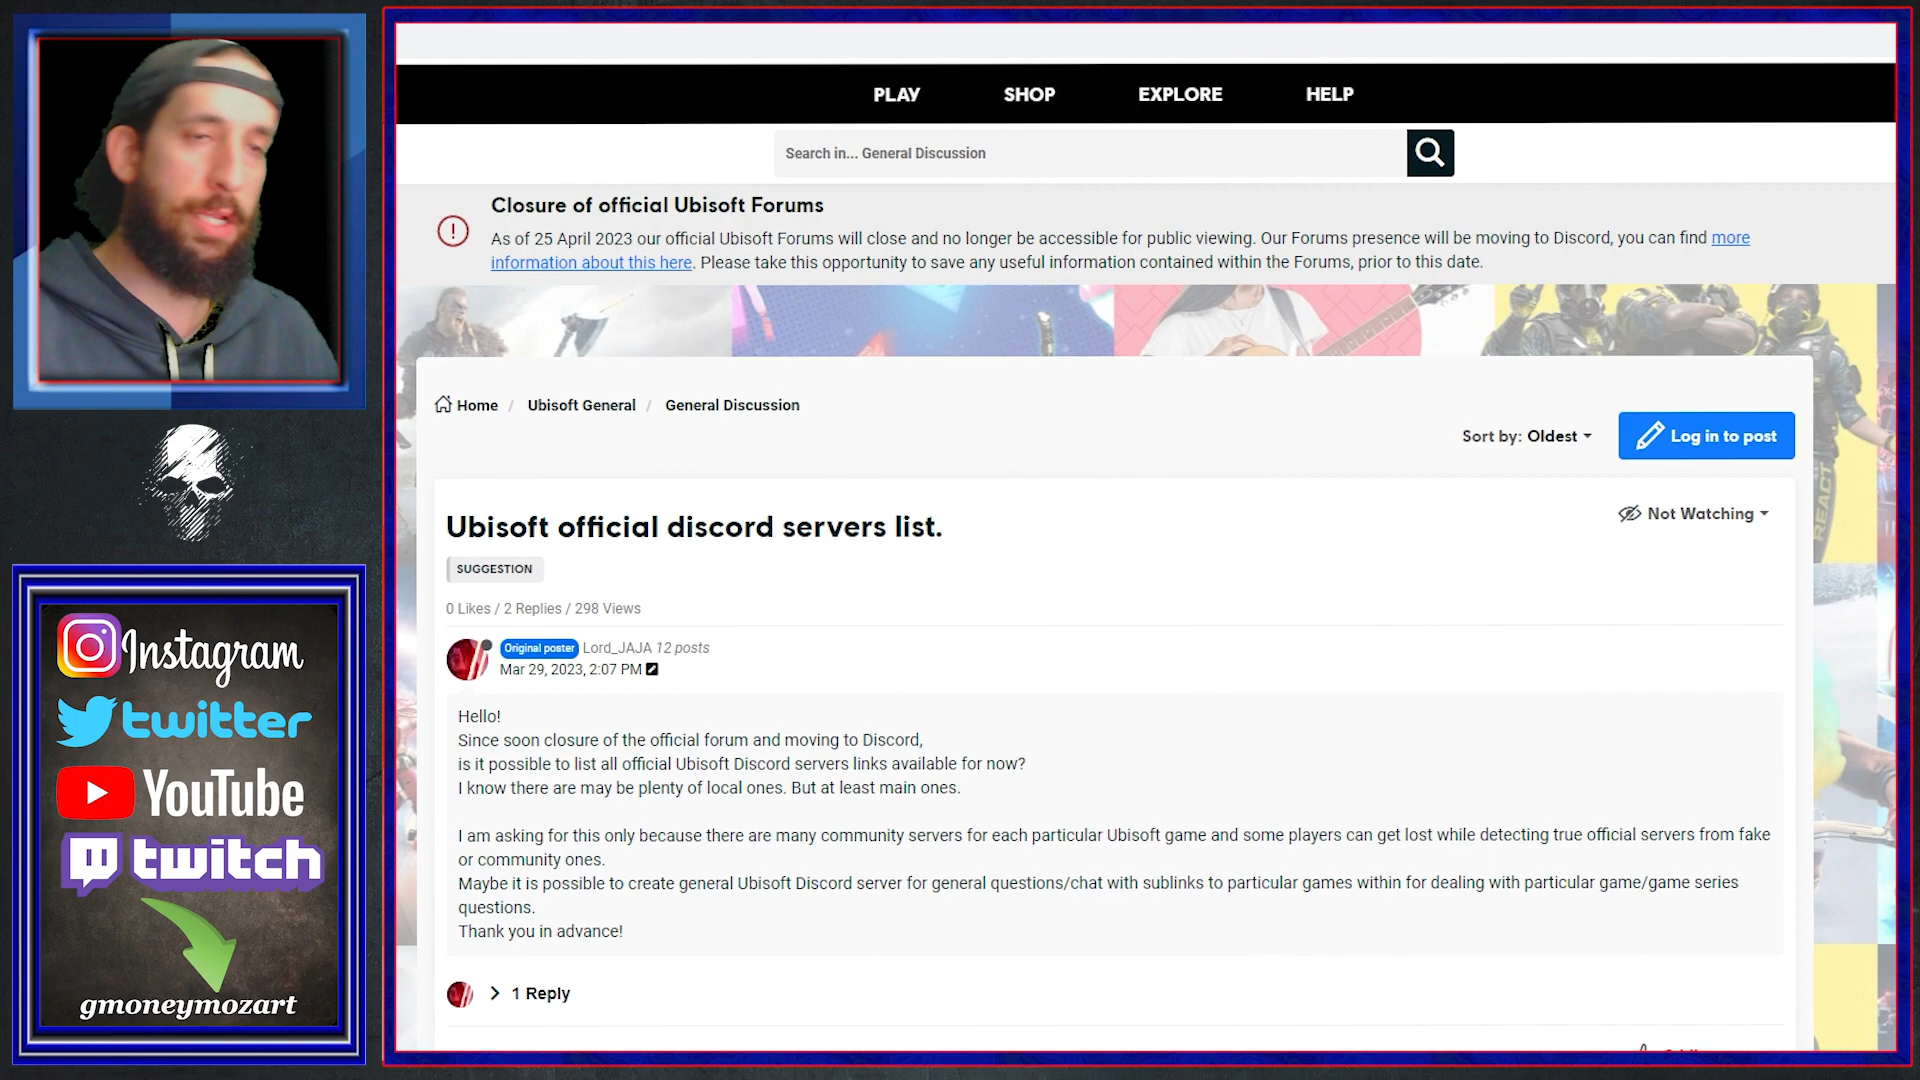 PLAY SHOP EXPLORE HELP
Search in... General Discussion
Closure of official Ubisoft Forums
As of 25 April 2023 our official Ubisoft Forums will close and no longer be accessible for public viewing. Our Forums presence will be moving to Discord, you can find more
information about this here. Please take this opportunity to save any useful information contained within the Forums, prior to this date.
Home / Ubisoft General / General Discussion
Sort by: Oldest
Log in to post
Ubisoft official discord servers list.
Not Watching
SUGGESTION
0 Likes / 2 Replies / 298 Views
Original poster Lord_JAJA 12 posts
Mar 29, 2023, 2:07 PM
Hello!
Since soon closure of the official forum and moving to Discord,
is it possible to list all official Ubisoft Discord servers links available for now?
I know there are may be plenty of local ones. But at least main ones.
I am asking for this only because there are many community servers for each particular Ubisoft game and some players can get lost while detecting true official servers from fake
or community ones.
Maybe it is possible to create general Ubisoft Discord server for general questions/chat with sublinks to particular games within for dealing with particular game/game series
questions.
Thank you in advance!
1 Reply
REACT
Instagram
twitter
YouTube
twitch
gmoneymozart